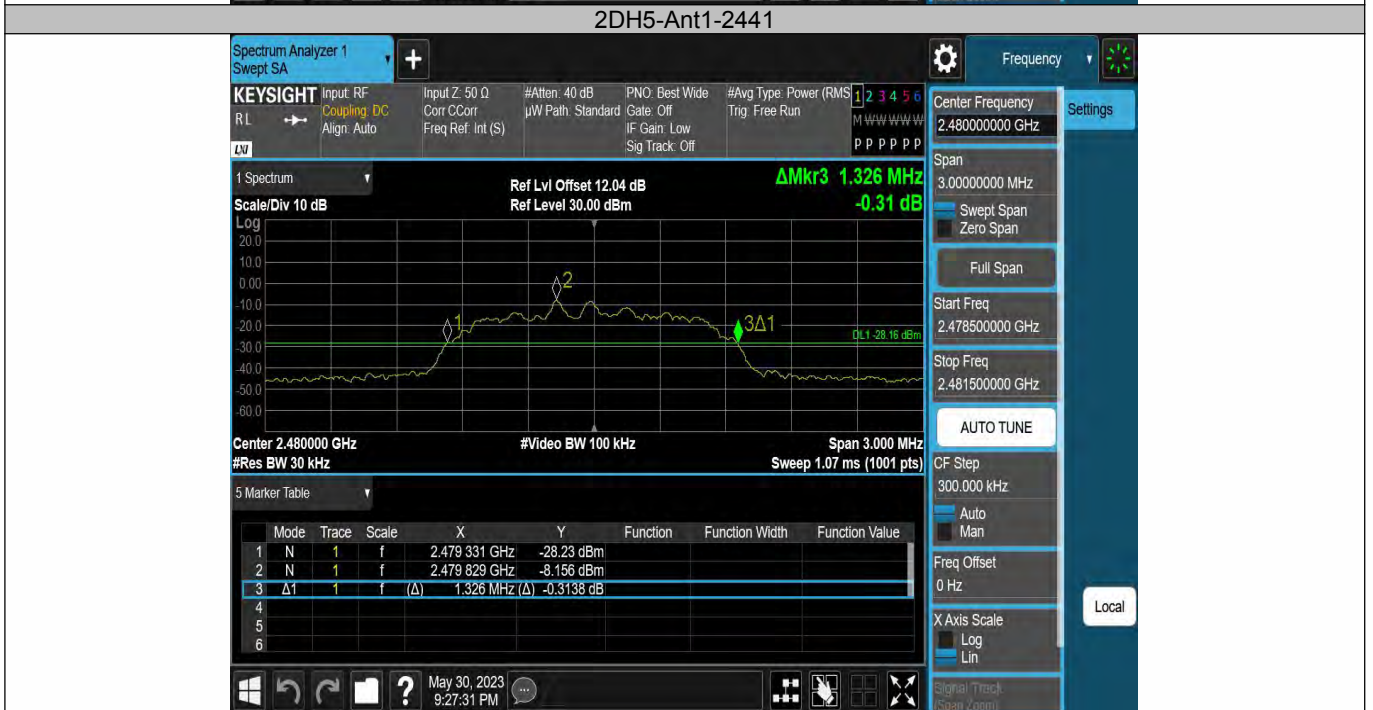 2DH5-Ant1-2441
Spectrum Analyzer 1
Swept SA
+
Frequency
KEYSIGHT
RL
LXI
Input: RF
Coupling: DC
Align: Auto
Input Z: 50 Ω
Corr CCorr
Freq Ref: Int (S)
#Atten: 40 dB
µW Path: Standard
PNO: Best Wide
Gate: Off
IF Gain: Low
Sig Track: Off
#Avg Type: Power (RMS
Trig: Free Run
1 2 3 4 5 6
M W W W W W
P P P P P P
Center Frequency
2.480000000 GHz
Settings
Span
3.00000000 MHz
Swept Span
Zero Span
Full Span
Start Freq
2.478500000 GHz
Stop Freq
2.481500000 GHz
AUTO TUNE
CF Step
300.000 kHz
Auto
Man
Freq Offset
0 Hz
X Axis Scale
Log
Lin
Signal Track
(Span Zoom)
Local
1 Spectrum
Scale/Div 10 dB
Ref Lvl Offset 12.04 dB
Ref Level 30.00 dBm
ΔMkr3 1.326 MHz
-0.31 dB
Log
20.0
10.0
0.00
-10.0
-20.0
-30.0
-40.0
-50.0
-60.0
1
2
3Δ1
DL1 -28.16 dBm
Center 2.480000 GHz
#Res BW 30 kHz
#Video BW 100 kHz
Span 3.000 MHz
Sweep 1.07 ms (1001 pts)
5 Marker Table
Mode Trace Scale X Y Function Function Width Function Value
1 N 1 f 2.479 331 GHz -28.23 dBm
2 N 1 f 2.479 829 GHz -8.156 dBm
3 Δ1 1 f (Δ) 1.326 MHz (Δ) -0.3138 dB
4
5
6
?
May 30, 2023
9:27:31 PM